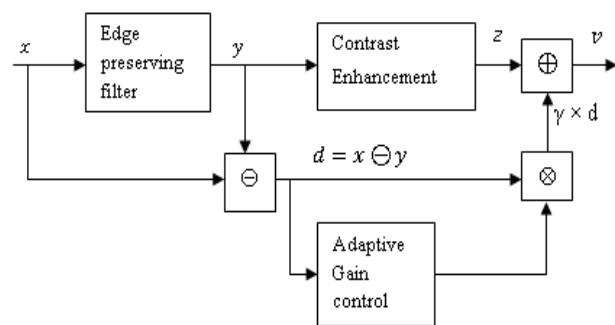 x
Edge
preserving
filter
y
Contrast
Enhancement
z
⊕
v
γ × d
⊖
d = x ⊖ y
⊗
Adaptive
Gain
control